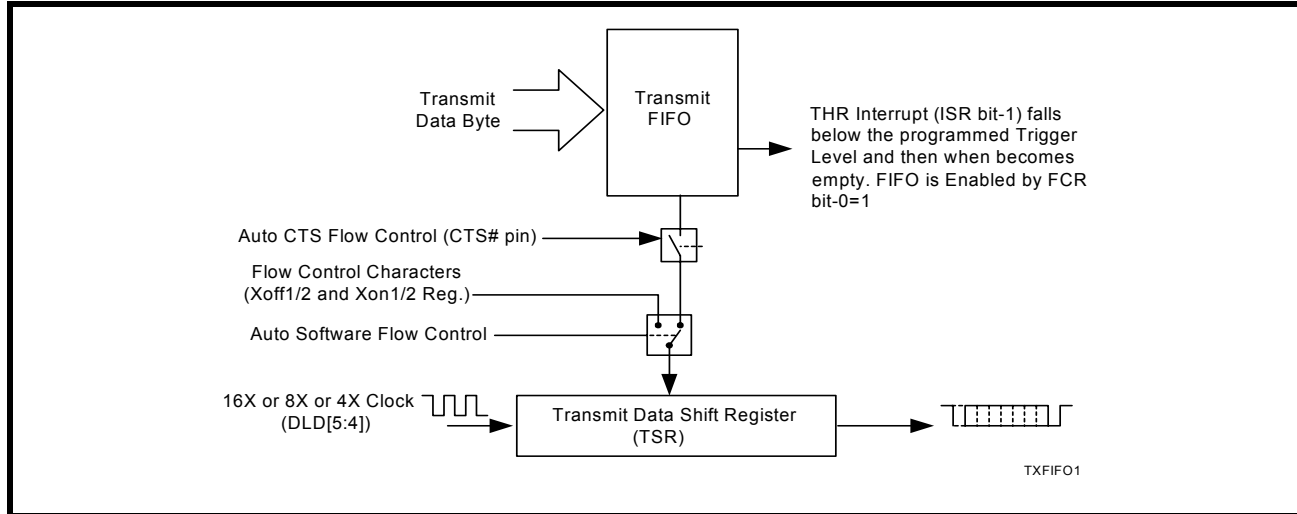 Transmit
Data Byte
Transmit
FIFO
THR Interrupt (ISR bit-1) falls
below the programmed Trigger
Level and then when becomes
empty. FIFO is Enabled by FCR
bit-0=1
Auto CTS Flow Control (CTS# pin)
Flow Control Characters
(Xoff1/2 and Xon1/2 Reg.)
Auto Software Flow Control
16X or 8X or 4X Clock
(DLD[5:4])
Transmit Data Shift Register
(TSR)
TXFIFO1